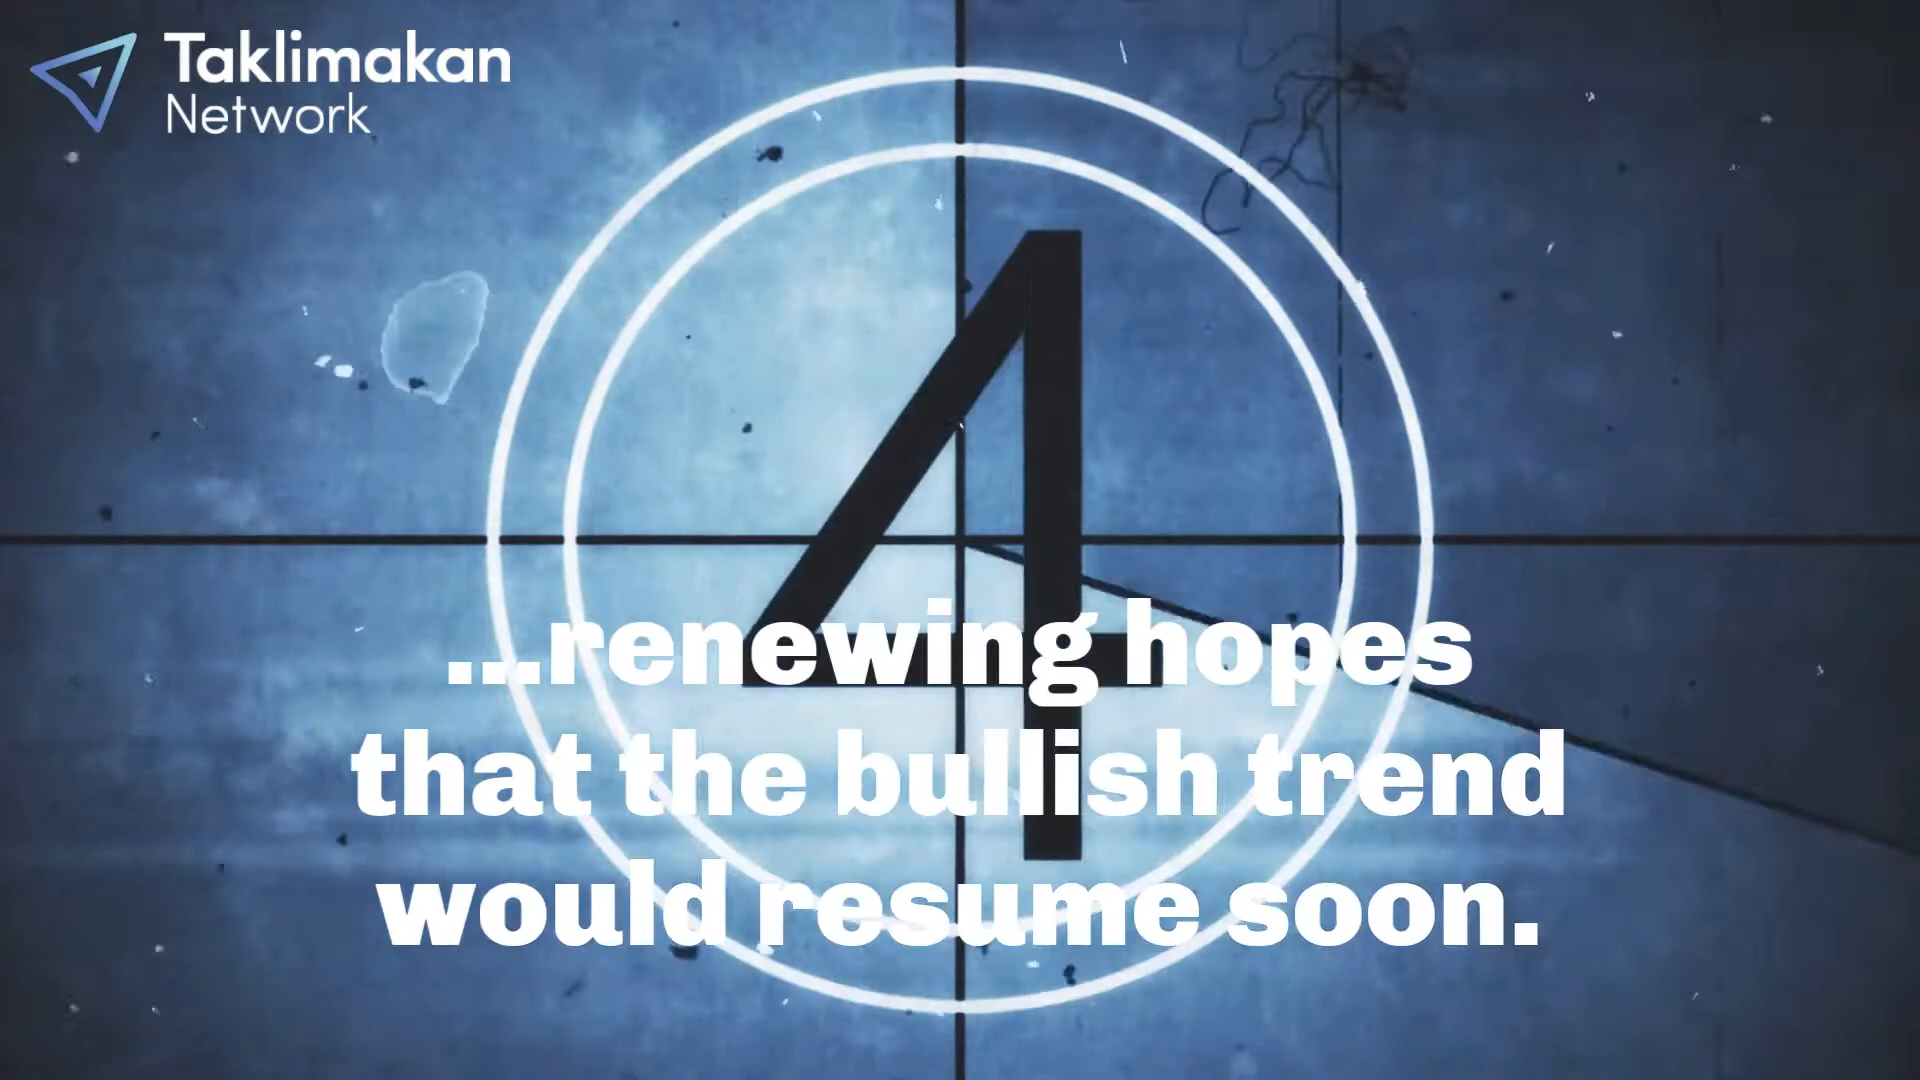 Taklimakan
Network
4
...renewing hopes
that the bullish trend
would resume soon.